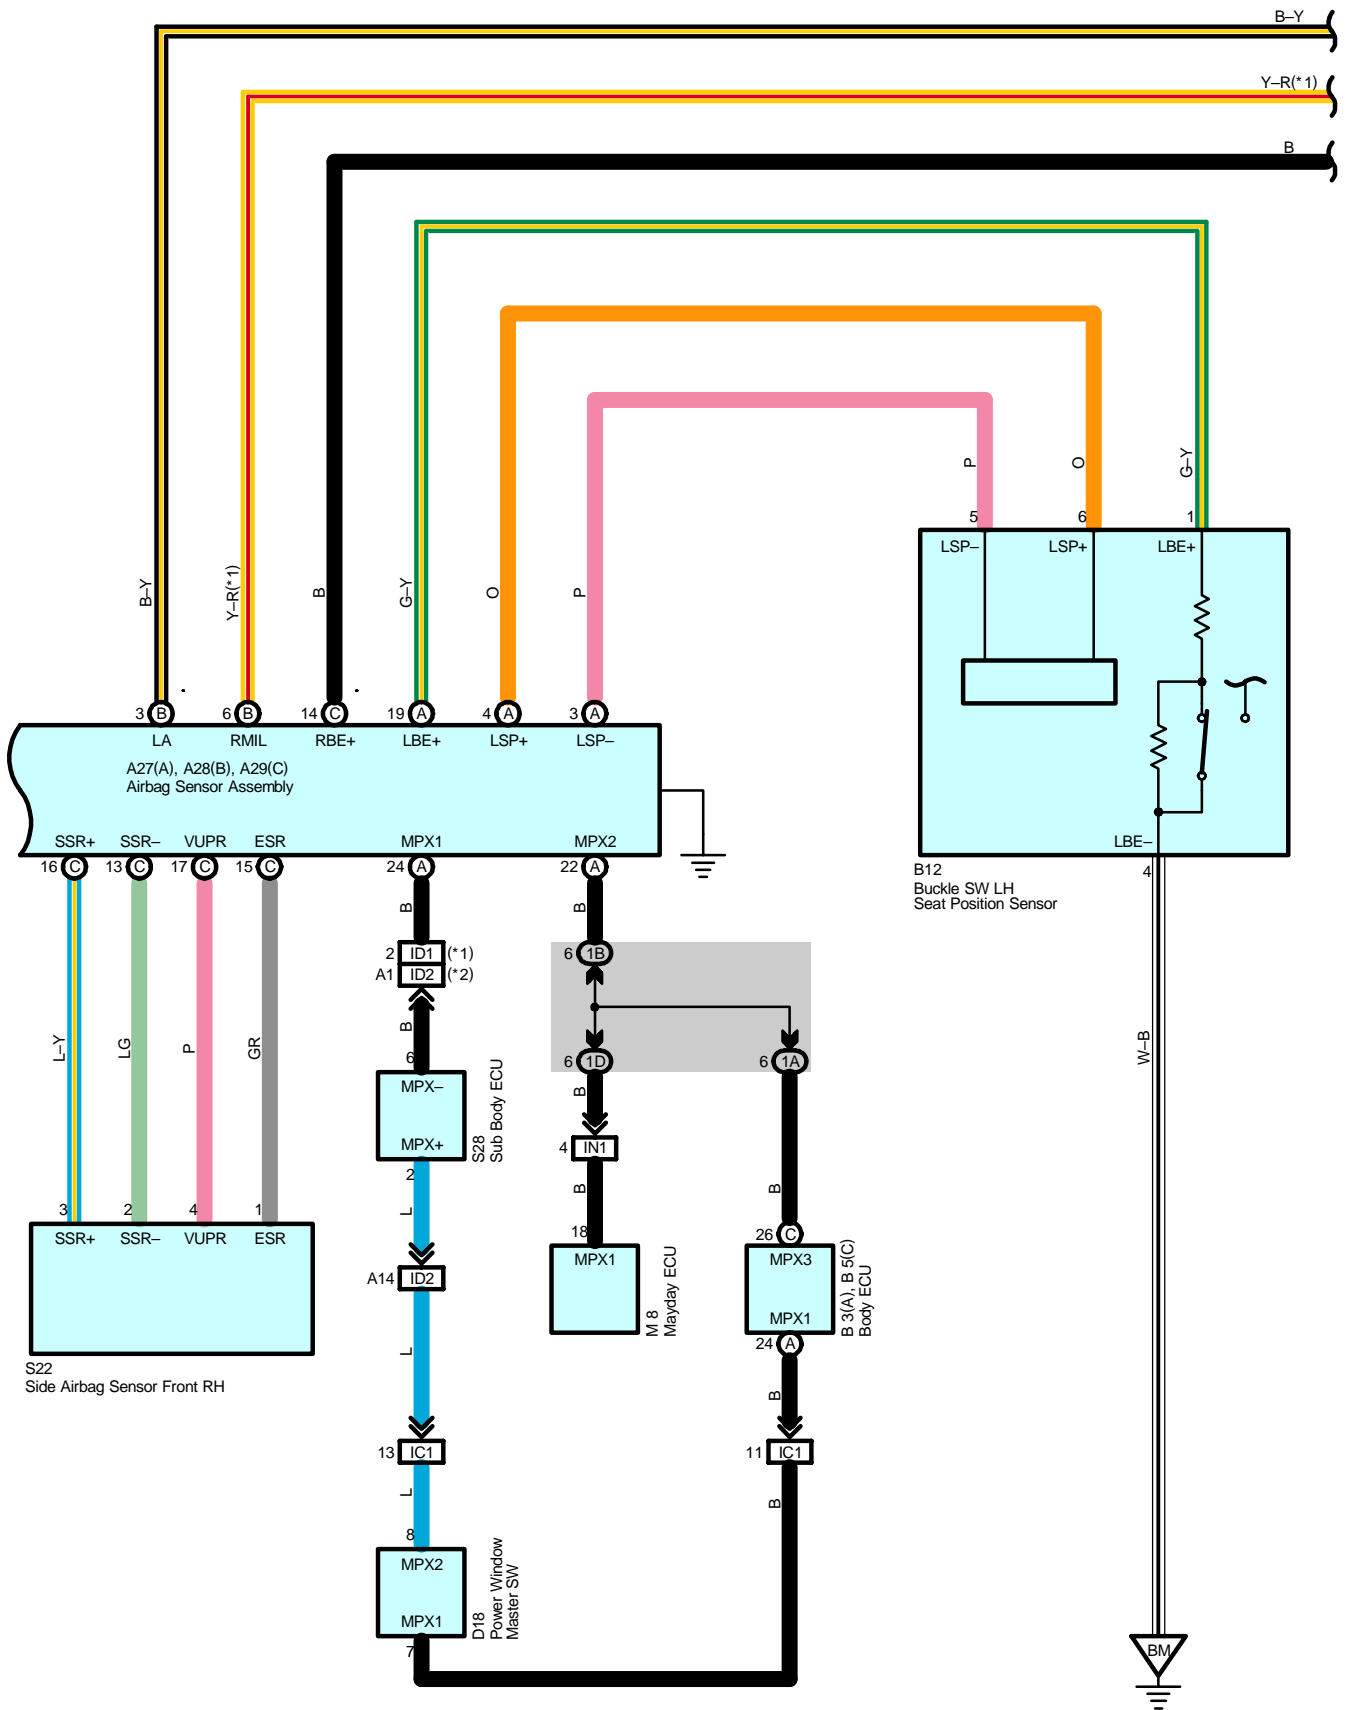 B–Y
Y–R(*1)
B
P
O
G–Y
5
6
1
LSP–
LSP+
LBE+
B–Y
Y–R(*1)
B
G–Y
O
P
3 B
6 B
14 C
19 A
4 A
3 A
LA
RMIL
RBE+
LBE+
LSP+
LSP–
A27(A), A28(B), A29(C)
Airbag Sensor Assembly
SSR+
SSR–
VUPR
ESR
MPX1
MPX2
LBE–
16 C
13 C
17 C
15 C
24 A
22 A
4
B12
Buckle SW LH
Seat Position Sensor
B
B
2 ID1 (*1)
A1 ID2 (*2)
6 1B
B
L–Y
LG
P
GR
W–B
6
6 1D
6 1A
MPX–
MPX+
S28
Sub Body ECU
B
4 IN1
2
B
B
L
3
2
4
1
SSR+
SSR–
VUPR
ESR
18
26 C
MPX1
M 8
Mayday ECU
MPX3
MPX1
B 3(A), B 5(C)
Body ECU
A14 ID2
24 A
S22
Side Airbag Sensor Front RH
L
B
13 IC1
11 IC1
L
B
8
MPX2
MPX1
D18
Power Window
Master SW
7
BM